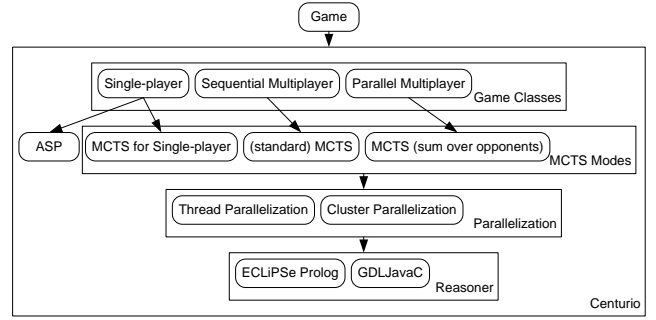 Game
Single-player Sequential Multiplayer Parallel Multiplayer
Game Classes
ASP MCTS for Single-player (standard) MCTS MCTS (sum over opponents)
MCTS Modes
Thread Parallelization Cluster Parallelization
Parallelization
ECLiPSe Prolog GDLJavaC
Reasoner
Centurio